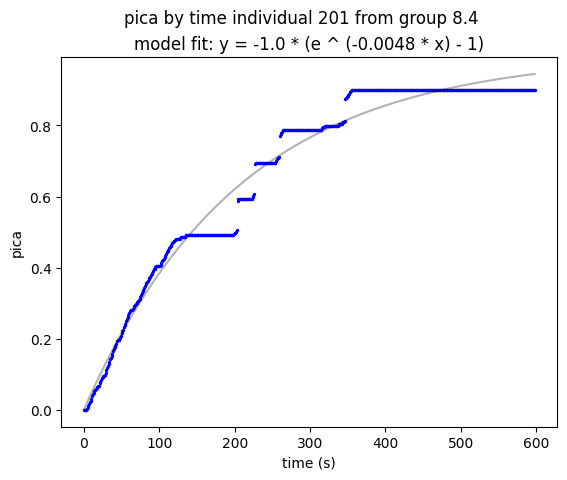 pica by time individual 201 from group 8.4
model fit: y = -1.0 * (e ^ (-0.0048 * x) - 1)
pica
0.8
0.6
0.4
0.2
0.0
0 100 200 300 400 500 600
time (s)